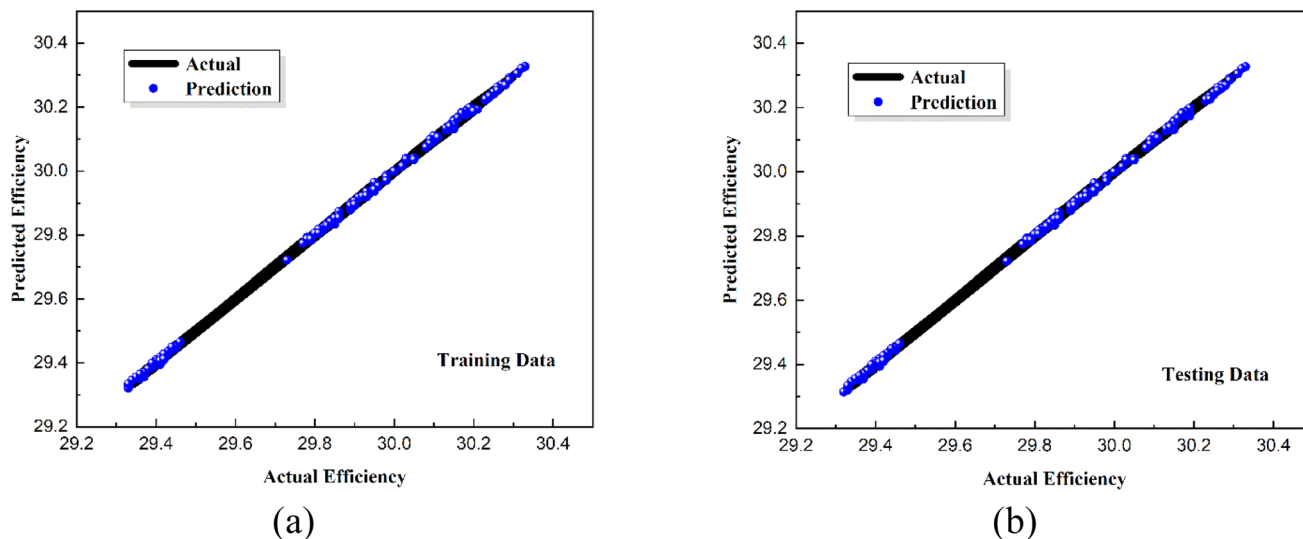 30.4
30.2
30.0
29.8
29.6
29.4
29.2
Predicted Efficiency
Actual
Prediction
Training Data
29.2 29.4 29.6 29.8 30.0 30.2 30.4
Actual Efficiency
(a)
30.4
30.2
30.0
29.8
29.6
29.4
29.2
Predicted Efficiency
Actual
Prediction
Testing Data
29.2 29.4 29.6 29.8 30.0 30.2 30.4
Actual Efficiency
(b)